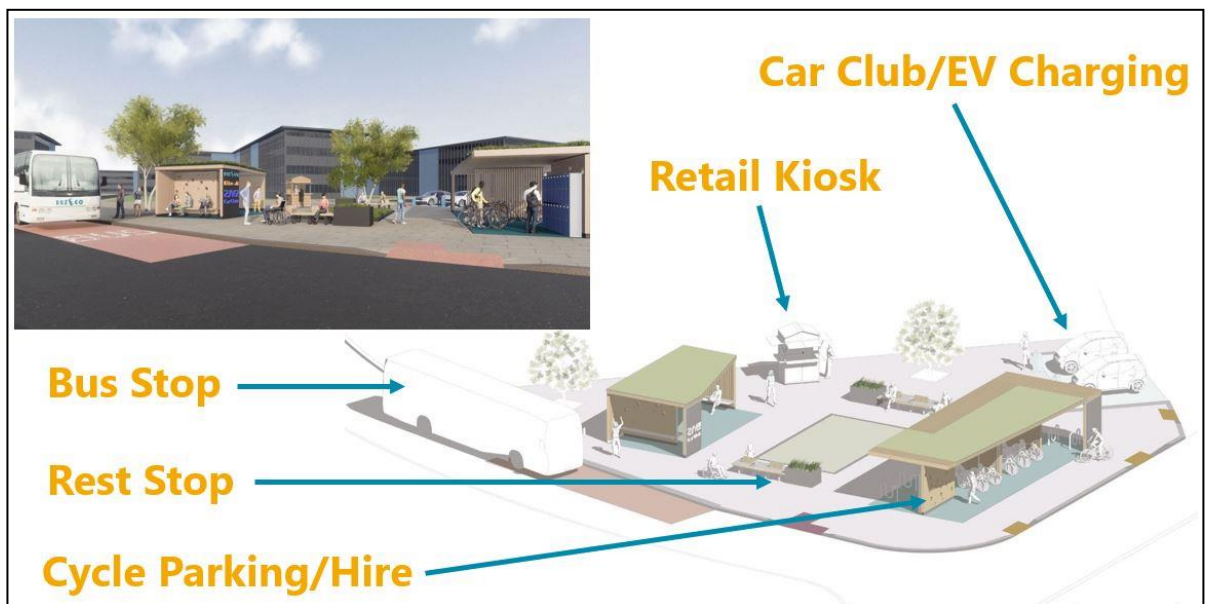 Car Club/EV Charging
Retail Kiosk
Bus Stop
Rest Stop
Cycle Parking/Hire